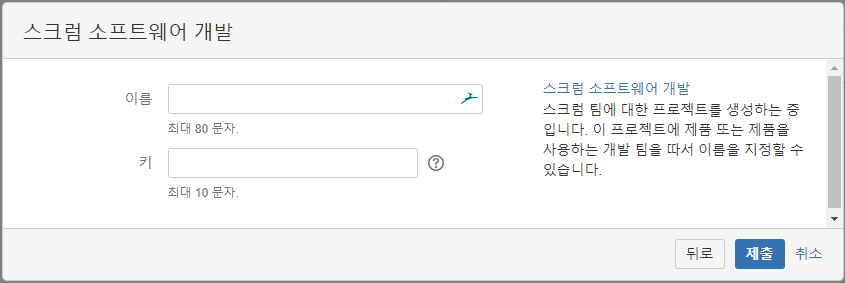 스크럼 소프트웨어 개발
이름
최대 80 문자.
키
최대 10 문자.
스크럼 소프트웨어 개발
스크럼 팀에 대한 프로젝트를 생성하는 중
입니다. 이 프로젝트에 제품 또는 제품을
사용하는 개발 팀을 따서 이름을 지정할 수
있습니다.
뒤로 제출 취소